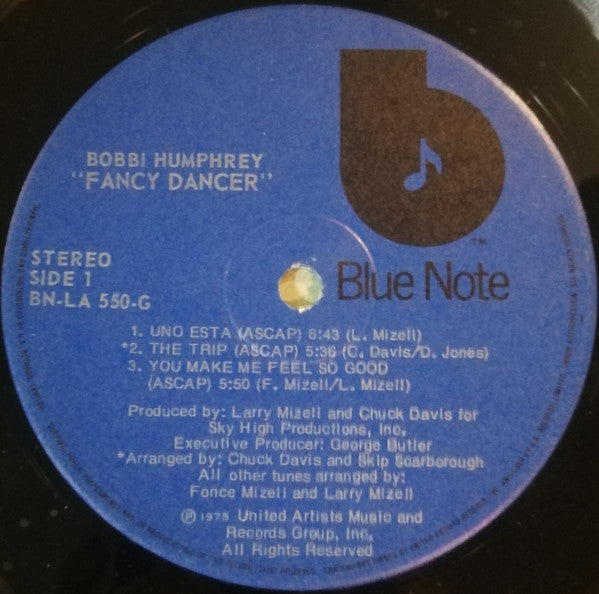 BOBBI HUMPHREY
"FANCY DANCER"
STEREO
SIDE 1
BN-LA 550-G
b
TM
Blue Note
1. UNO ESTA (ASCAP) 6:43 (L. Mizell)
*2. THE TRIP (ASCAP) 5:36 (C. Davis/D. Jones)
3. YOU MAKE ME FEEL SO GOOD
(ASCAP) 5:50 (F. Mizell/L. Mizell)
Produced by: Larry Mizell and Chuck Davis for
Sky High Productions, Inc.
Executive Producer: George Butler
*Arranged by: Chuck Davis and Skip Scarborough
All other tunes arranged by:
Fonce Mizell and Larry Mizell
℗ 1975 United Artists Music and
Records Group, Inc.
All Rights Reserved